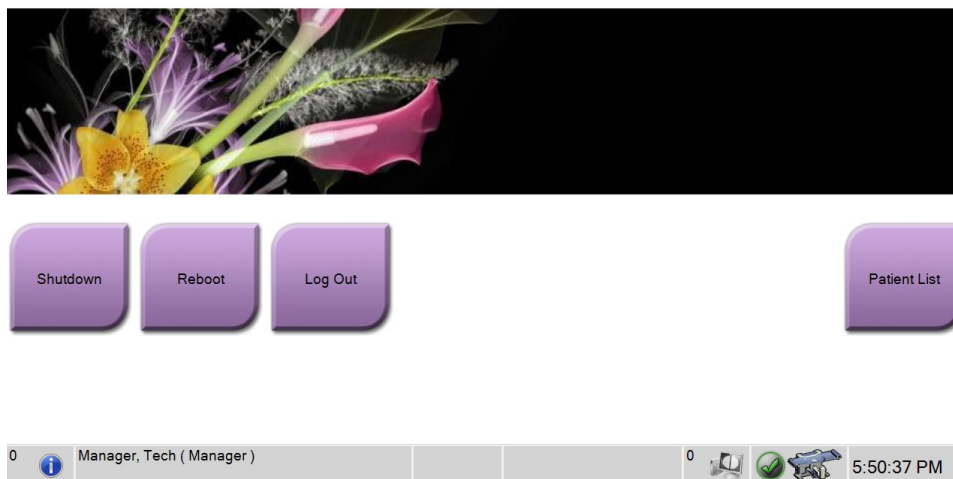 Shutdown
Reboot
Log Out
Patient List
0
i
Manager, Tech ( Manager )
0
5:50:37 PM